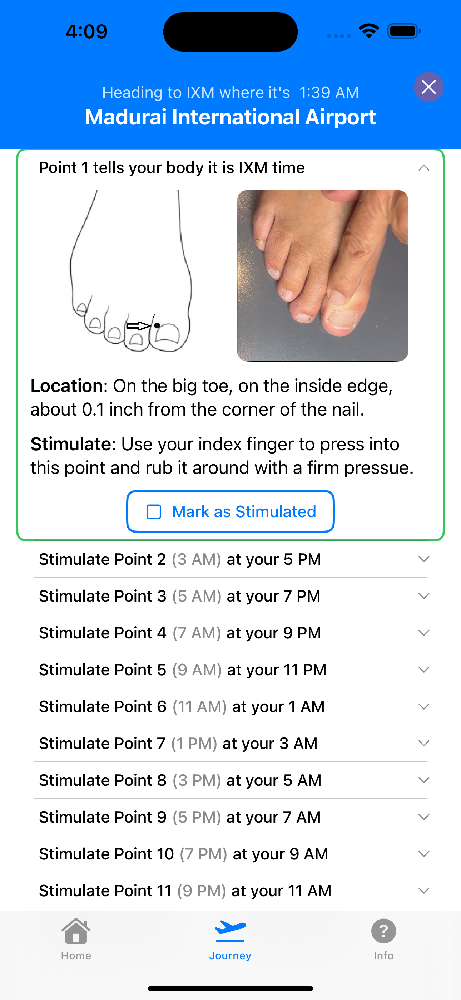 4:09
Heading to IXM where it's 1:39 AM
Madurai International Airport
Point 1 tells your body it is IXM time
Location: On the big toe, on the inside edge,
about 0.1 inch from the corner of the nail.
Stimulate: Use your index finger to press into
this point and rub it around with a firm pressue.
Mark as Stimulated
Stimulate Point 2 (3 AM) at your 5 PM
Stimulate Point 3 (5 AM) at your 7 PM
Stimulate Point 4 (7 AM) at your 9 PM
Stimulate Point 5 (9 AM) at your 11 PM
Stimulate Point 6 (11 AM) at your 1 AM
Stimulate Point 7 (1 PM) at your 3 AM
Stimulate Point 8 (3 PM) at your 5 AM
Stimulate Point 9 (5 PM) at your 7 AM
Stimulate Point 10 (7 PM) at your 9 AM
Stimulate Point 11 (9 PM) at your 11 AM
Home
Journey
?
Info